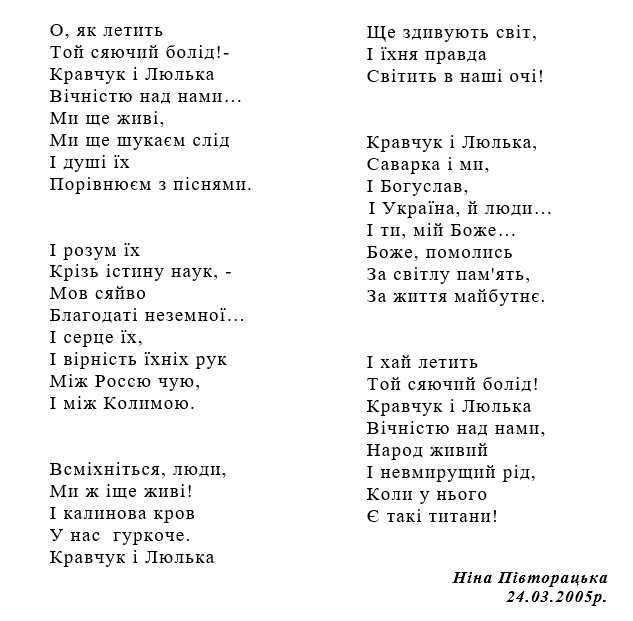 О, як летить
Той сяючий болід!-
Кравчук і Люлька
Вічністю над нами...
Ми ще живі,
Ми ще шукаєм слід
І душі їх
Порівнюєм з піснями.
І розум їх
Крізь істину наук, -
Мов сяйво
Благодаті неземної...
І серце їх,
І вірність їхніх рук
Між Россю чую,
І між Колимою.
Всміхніться, люди,
Ми ж іще живі!
І калинова кров
У нас  гуркоче.
Кравчук і Люлька
Ще здивують світ,
І їхня правда
Світить в наші очі!
Кравчук і Люлька,
Саварка і ми,
І Богуслав,
І Україна, й люди...
І ти, мій Боже...
Боже, помолись
За світлу пам'ять,
За життя майбутнє.
І хай летить
Той сяючий болід!
Кравчук і Люлька
Вічністю над нами,
Народ живий
І невмирущий рід,
Коли у нього
Є такі титани!
Ніна Півторацька
24.03.2005р.